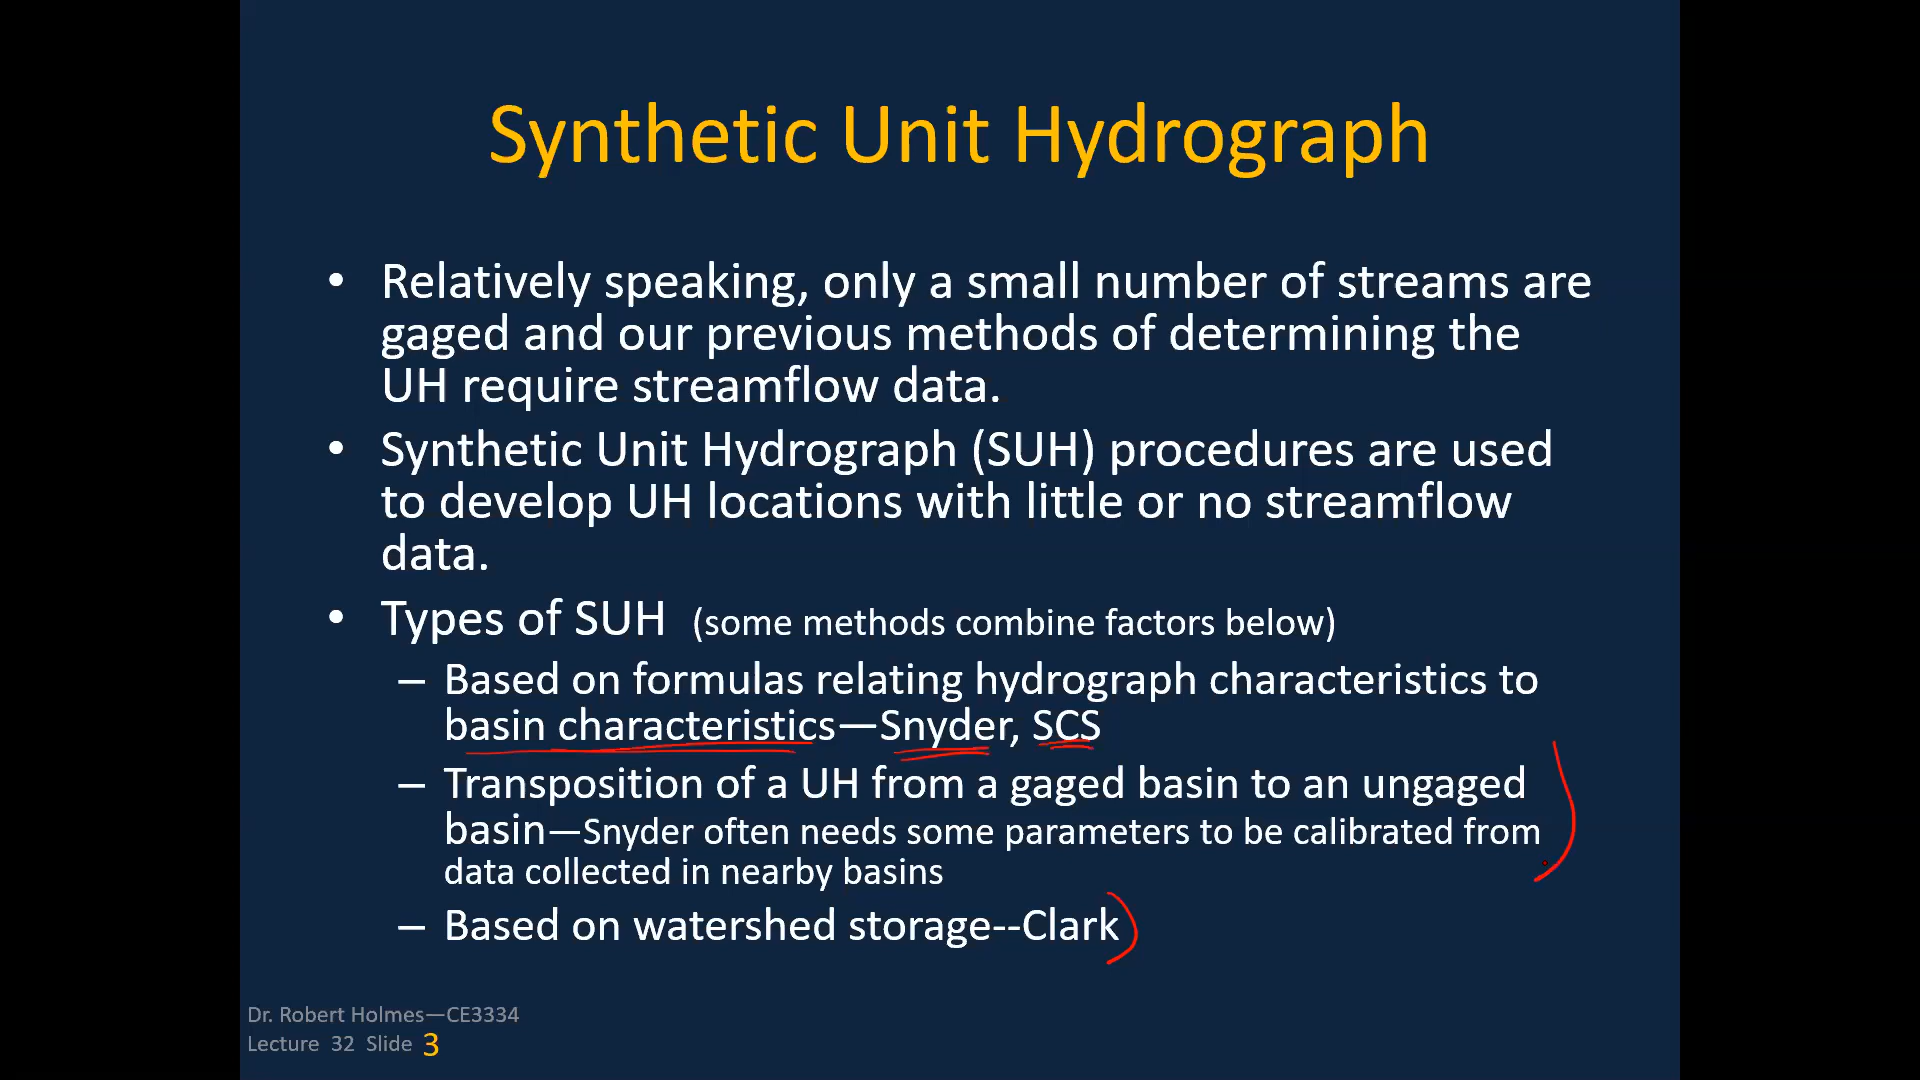 Synthetic Unit Hydrograph
• Relatively speaking, only a small number of streams are
gaged and our previous methods of determining the
UH require streamflow data.
• Synthetic Unit Hydrograph (SUH) procedures are used
to develop UH locations with little or no streamflow
data.
• Types of SUH (some methods combine factors below)
– Based on formulas relating hydrograph characteristics to
basin characteristics—Snyder, SCS
– Transposition of a UH from a gaged basin to an ungaged
basin—Snyder often needs some parameters to be calibrated from
data collected in nearby basins
– Based on watershed storage--Clark
Dr. Robert Holmes—CE3334
Lecture 32 Slide 3